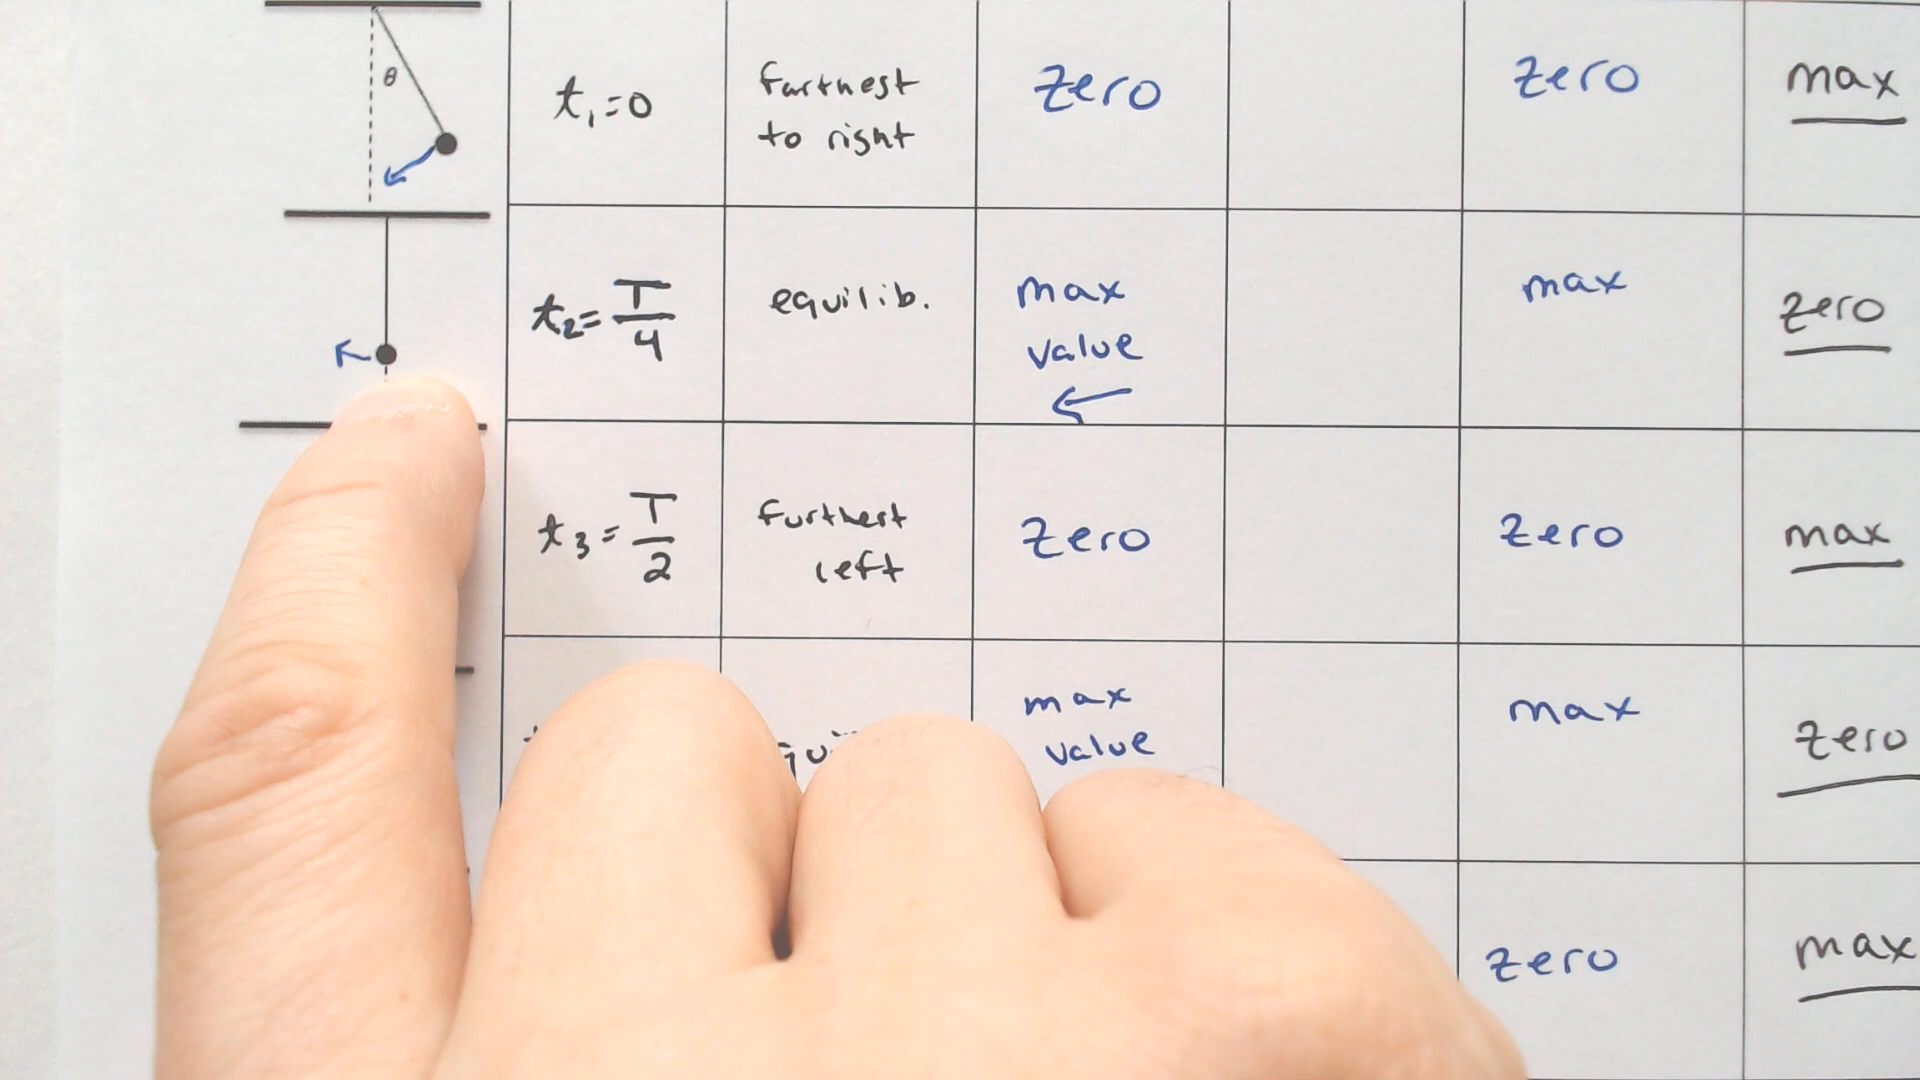 θ
t₁=0
farthest
to right
zero
zero
max
t₂=T/4
equilib.
max
value
max
zero
t₃=T/2
furthest
left
zero
zero
max
max
value
max
zero
zero
max